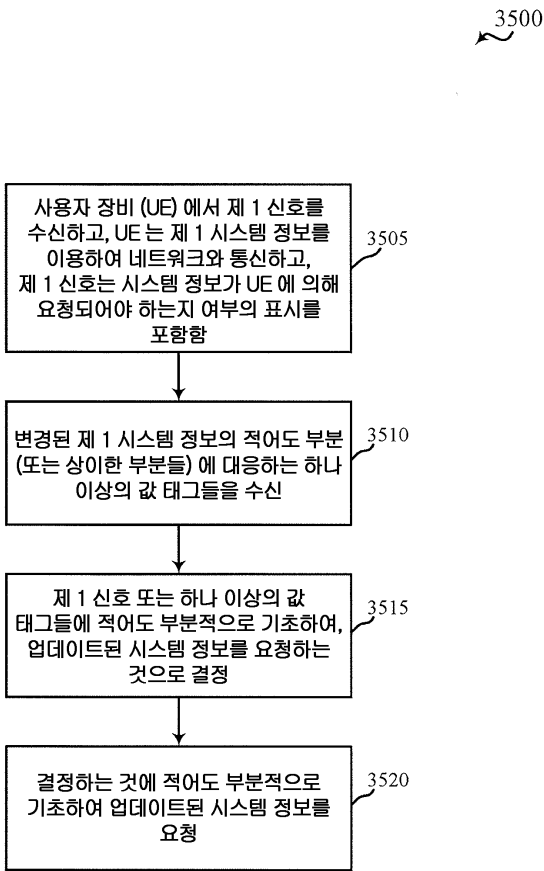 3500
사용자 장비 (UE) 에서 제 1 신호를
수신하고, UE 는 제 1 시스템 정보를
이용하여 네트워크와 통신하고,
제 1 신호는 시스템 정보가 UE 에 의해
요청되어야 하는지 여부의 표시를
포함함
3505
변경된 제 1 시스템 정보의 적어도 부분
(또는 상이한 부분들) 에 대응하는 하나
이상의 값 태그들을 수신
3510
제 1 신호 또는 하나 이상의 값
태그들에 적어도 부분적으로 기초하여,
업데이트된 시스템 정보를 요청하는
것으로 결정
3515
결정하는 것에 적어도 부분적으로
기초하여 업데이트된 시스템 정보를
요청
3520